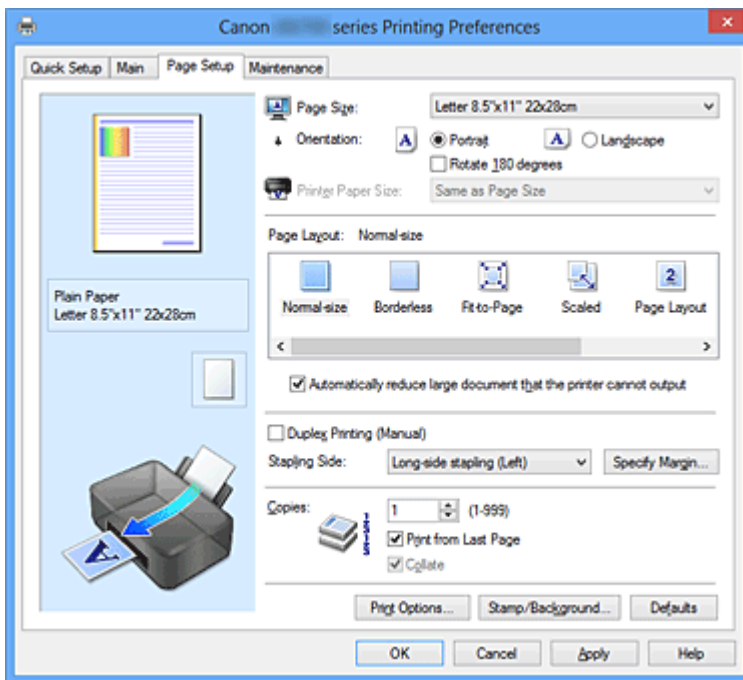 Canon series Printing Preferences
Quick Setup Main Page Setup Maintenance
Page Size: Letter 8.5"x11" 22x28cm
Orientation: A Portrait A Landscape
Rotate 180 degrees
Printer Paper Size: Same as Page Size
Page Layout: Normal-size
2
Normal-size Borderless Fit-to-Page Scaled Page Layout
Plain Paper
Letter 8.5"x11" 22x28cm
Automatically reduce large document that the printer cannot output
Duplex Printing (Manual)
Stapling Side: Long-side stapling (Left) Specify Margin...
Copies: 1 (1-999)
Print from Last Page
Collate
A
Print Options... Stamp/Background... Defaults
OK Cancel Apply Help